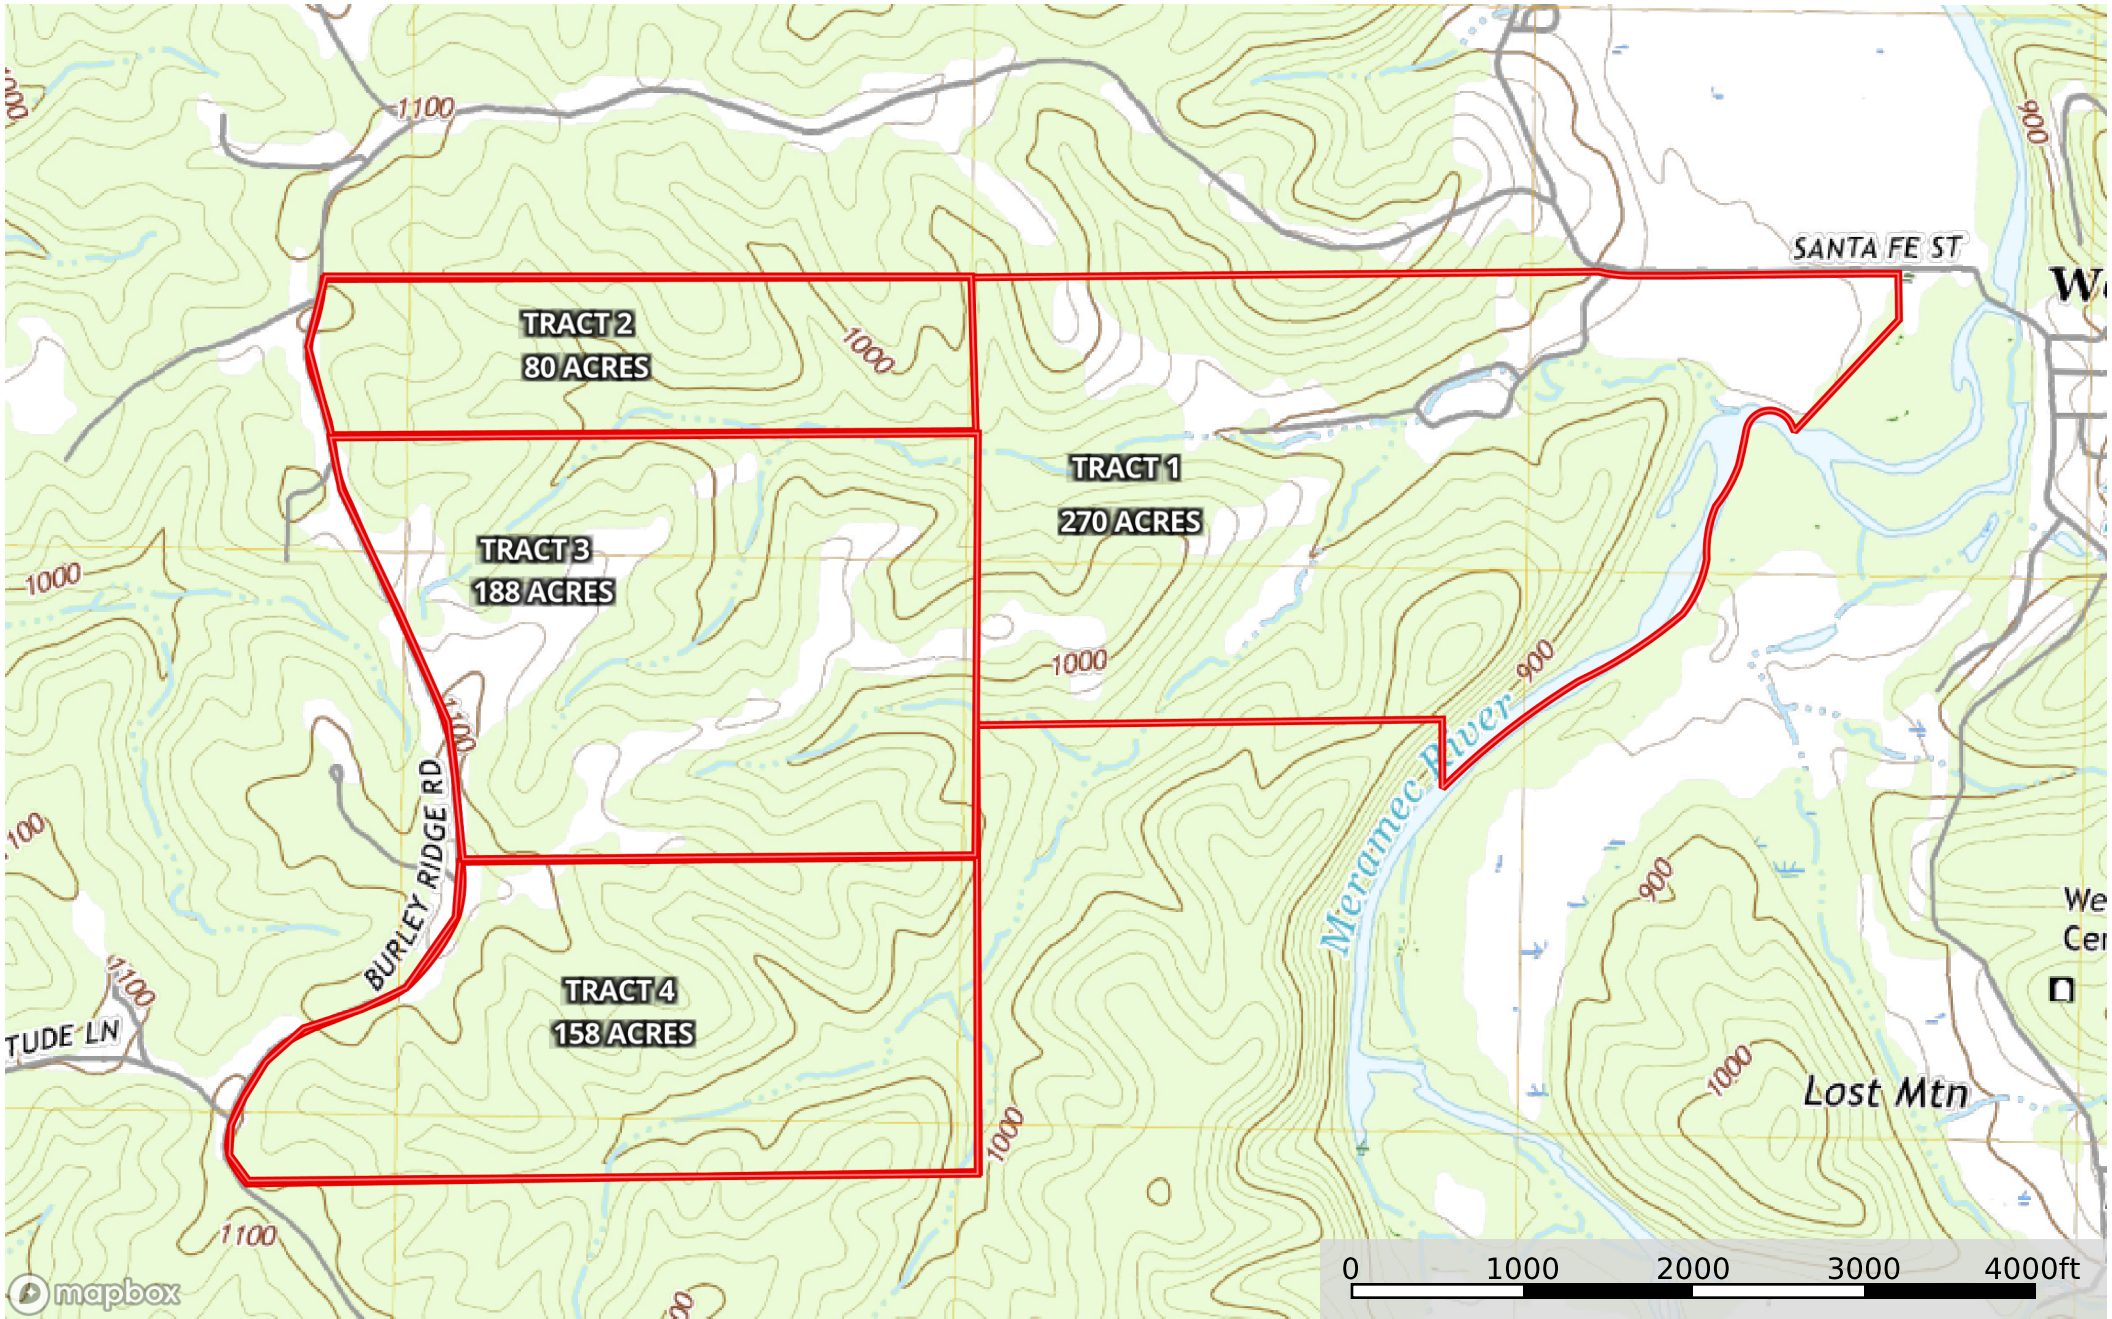 1000
1100
900
SANTA FE ST
TRACT 2
80 ACRES
1000
TRACT 1
270 ACRES
TRACT 3
188 ACRES
1000
1000
900
1100
Meramec River
BURLEY RIDGE RD
900
TRACT 4
158 ACRES
1100
TUDE LN
1000
Lost Mtn
1000
1100
0 1000 2000 3000 4000ft
mapbox